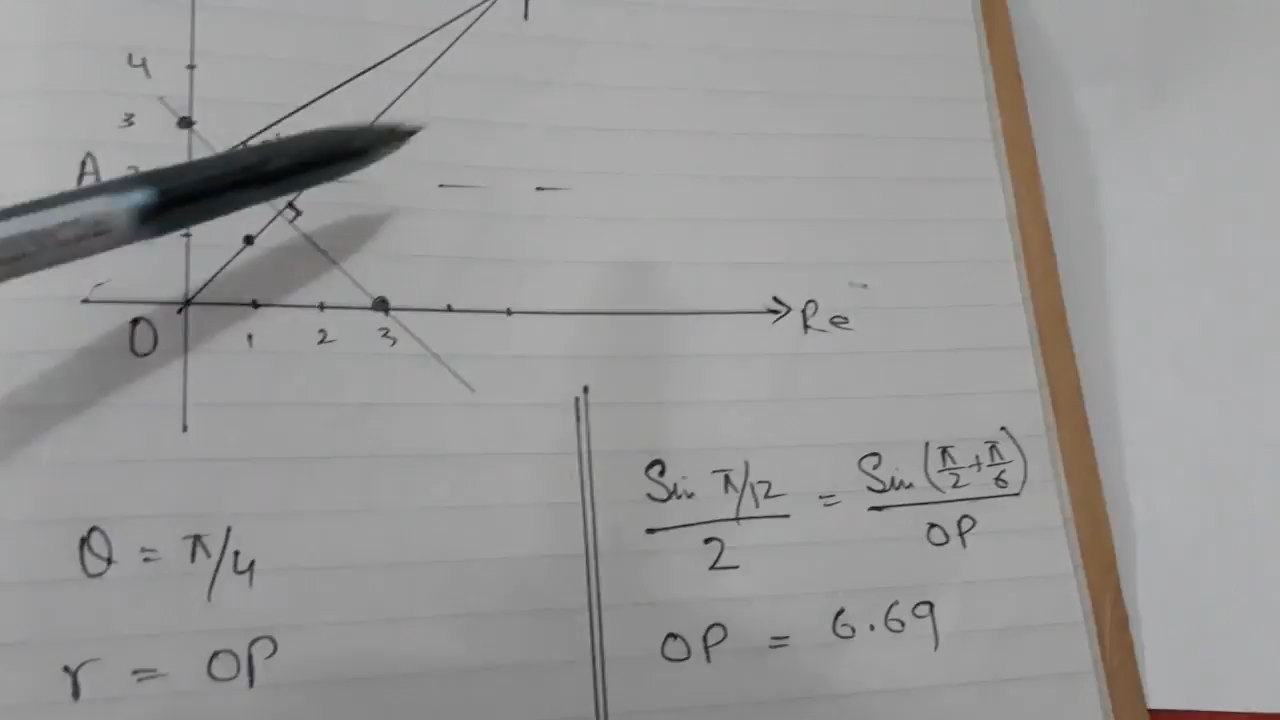 4
3
A
Re
O
1 2 3
Sin π/12 / 2 = Sin (π/2 + π/6) / OP
θ = π/4
OP = 6.69
r = OP